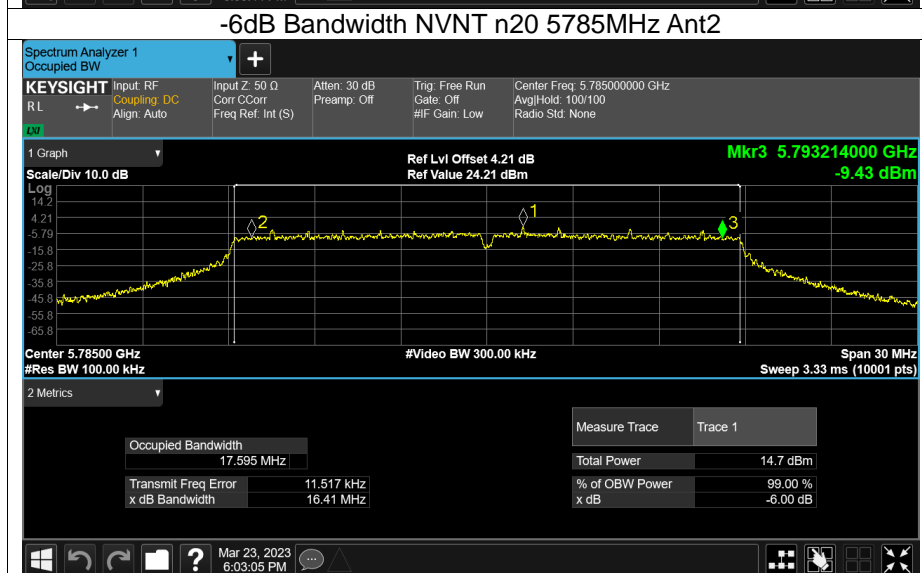 -6dB Bandwidth NVNT n20 5785MHz Ant2
Spectrum Analyzer 1
Occupied BW
+
KEYSIGHT
RL
LXI
Input: RF
Coupling: DC
Align: Auto
Input Z: 50 Ω
Corr CCorr
Freq Ref: Int (S)
Atten: 30 dB
Preamp: Off
Trig: Free Run
Gate: Off
#IF Gain: Low
Center Freq: 5.785000000 GHz
Avg|Hold: 100/100
Radio Std: None
1 Graph
Scale/Div 10.0 dB
Ref Lvl Offset 4.21 dB
Ref Value 24.21 dBm
Mkr3 5.793214000 GHz
-9.43 dBm
Log
14.2
4.21
-5.79
-15.8
-25.8
-35.8
-45.8
-55.8
-65.8
2
1
3
Center 5.78500 GHz
#Res BW 100.00 kHz
#Video BW 300.00 kHz
Span 30 MHz
Sweep 3.33 ms (10001 pts)
2 Metrics
Occupied Bandwidth
17.595 MHz
Transmit Freq Error 11.517 kHz
x dB Bandwidth 16.41 MHz
Measure Trace Trace 1
Total Power 14.7 dBm
% of OBW Power 99.00 %
x dB -6.00 dB
?
Mar 23, 2023
6:03:05 PM